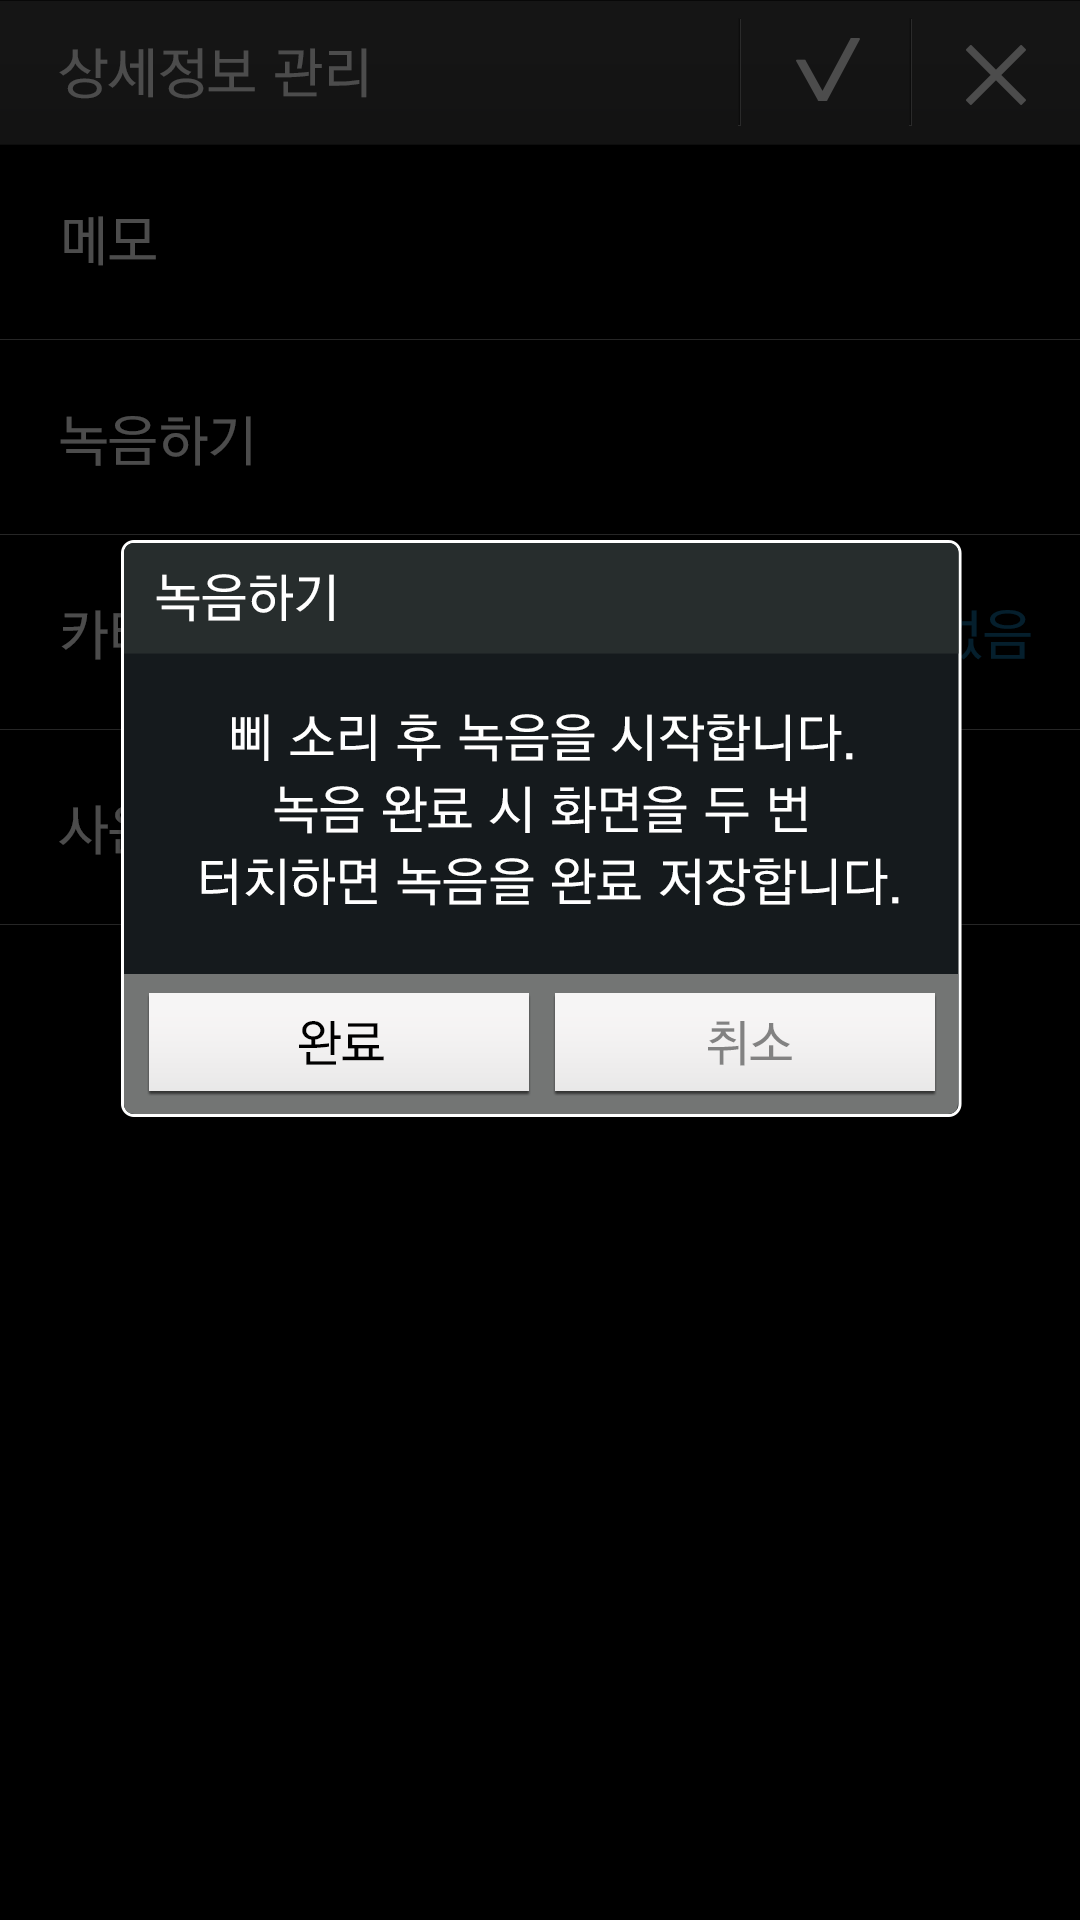 상세정보 관리
메모
녹음하기
녹음하기
삐 소리 후 녹음을 시작합니다.
녹음 완료 시 화면을 두 번
터치하면 녹음을 완료 저장합니다.
완료
취소